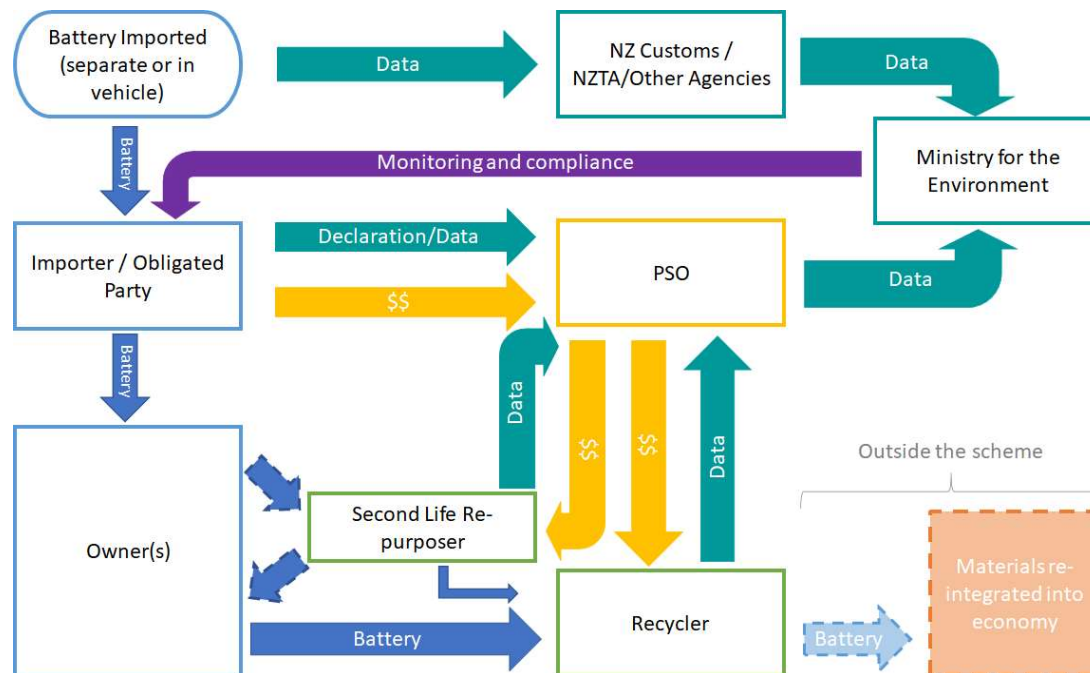 Battery Imported
(separate or in
vehicle)
Data
NZ Customs /
NZTA/Other Agencies
Data
Battery
Monitoring and compliance
Ministry for the
Environment
Importer / Obligated
Party
Declaration/Data
$$
PSO
Data
Battery
Data
$$
$$
Data
Outside the scheme
Owner(s)
Second Life Re-
purposer
Battery
Recycler
Battery
Materials re-
integrated into
economy